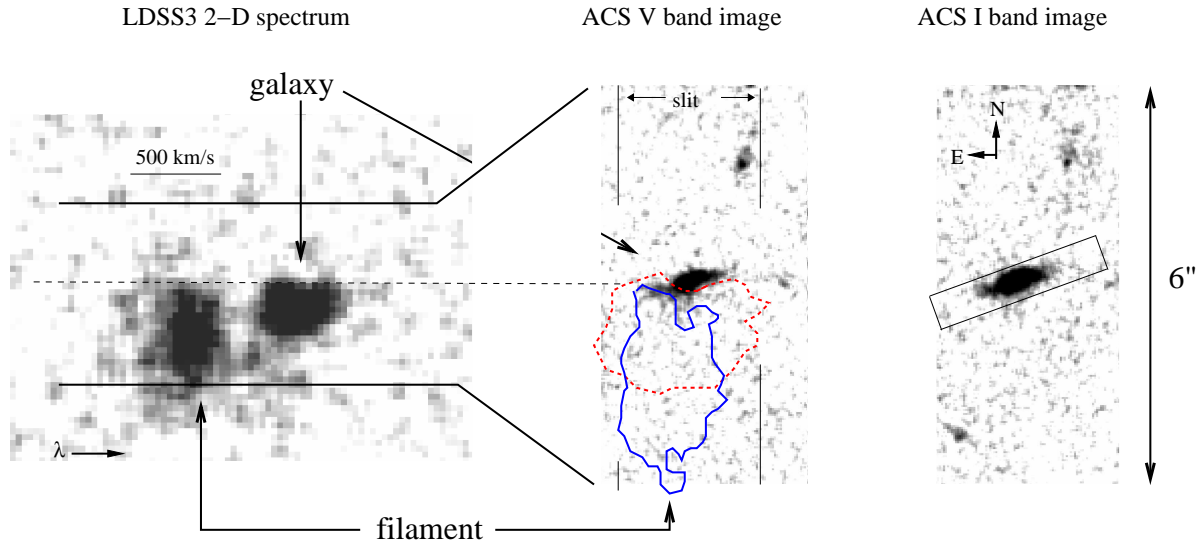 LDSS3 2−D spectrum
ACS V band image
ACS I band image
galaxy
500 km/s
slit
N
E
6"
λ
filament